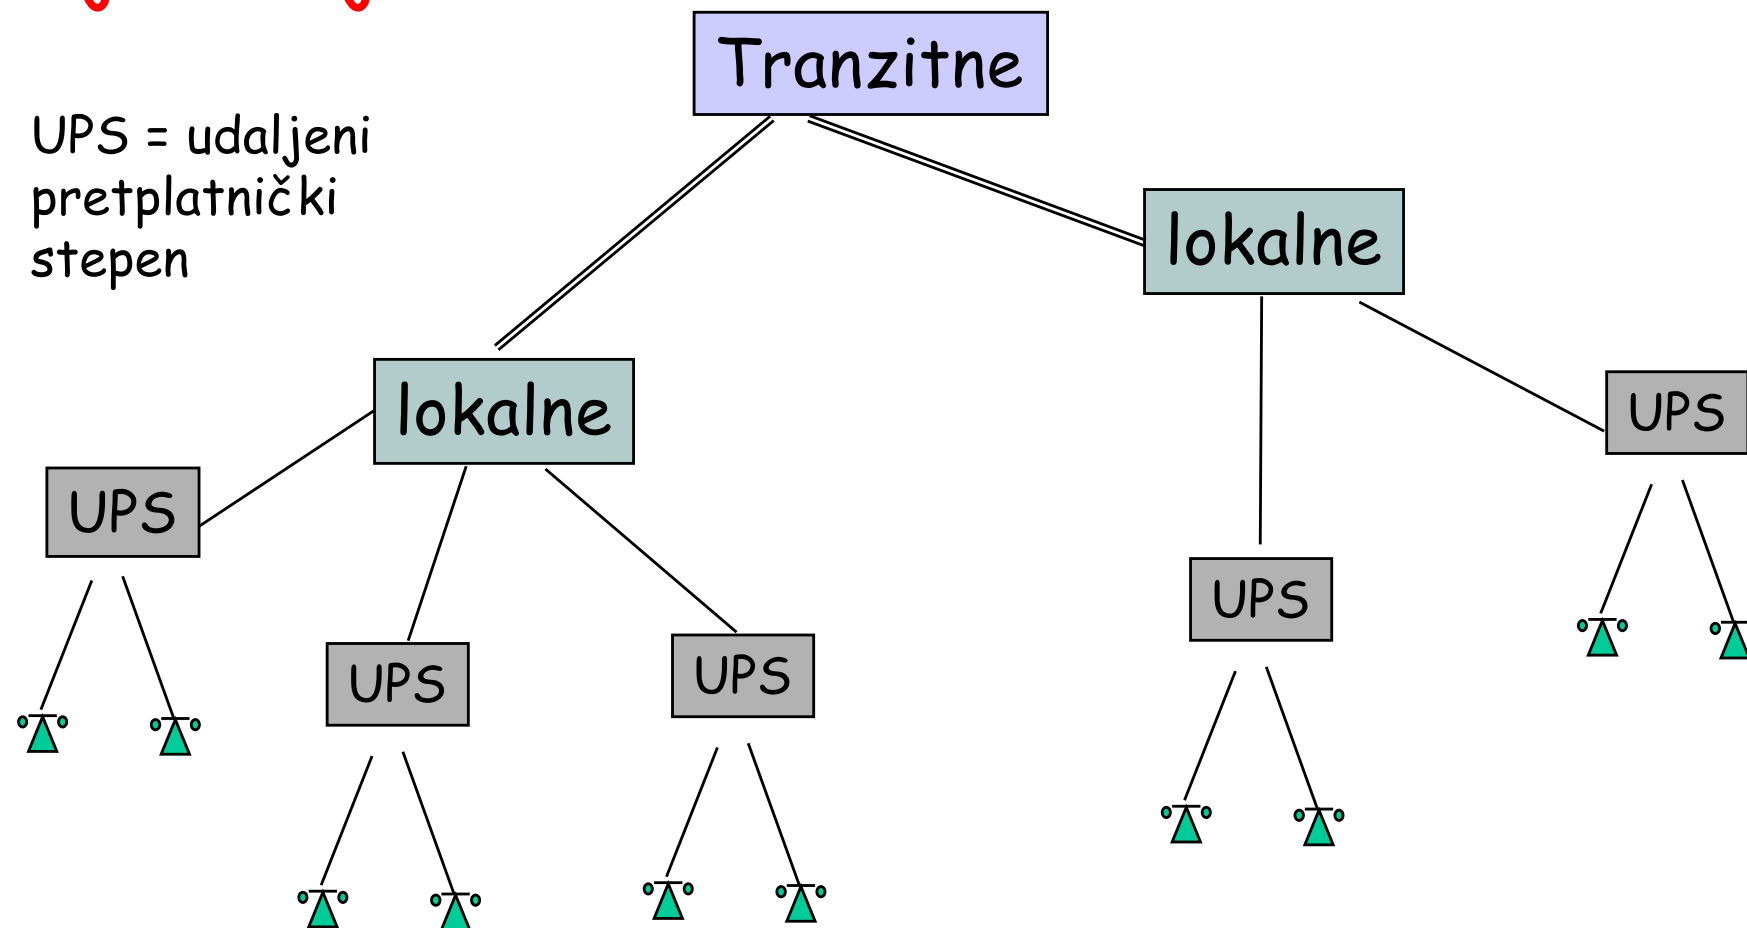 Tranzitne
UPS = udaljeni
pretplatnički
stepen
lokalne
lokalne
UPS
UPS
UPS
UPS
UPS